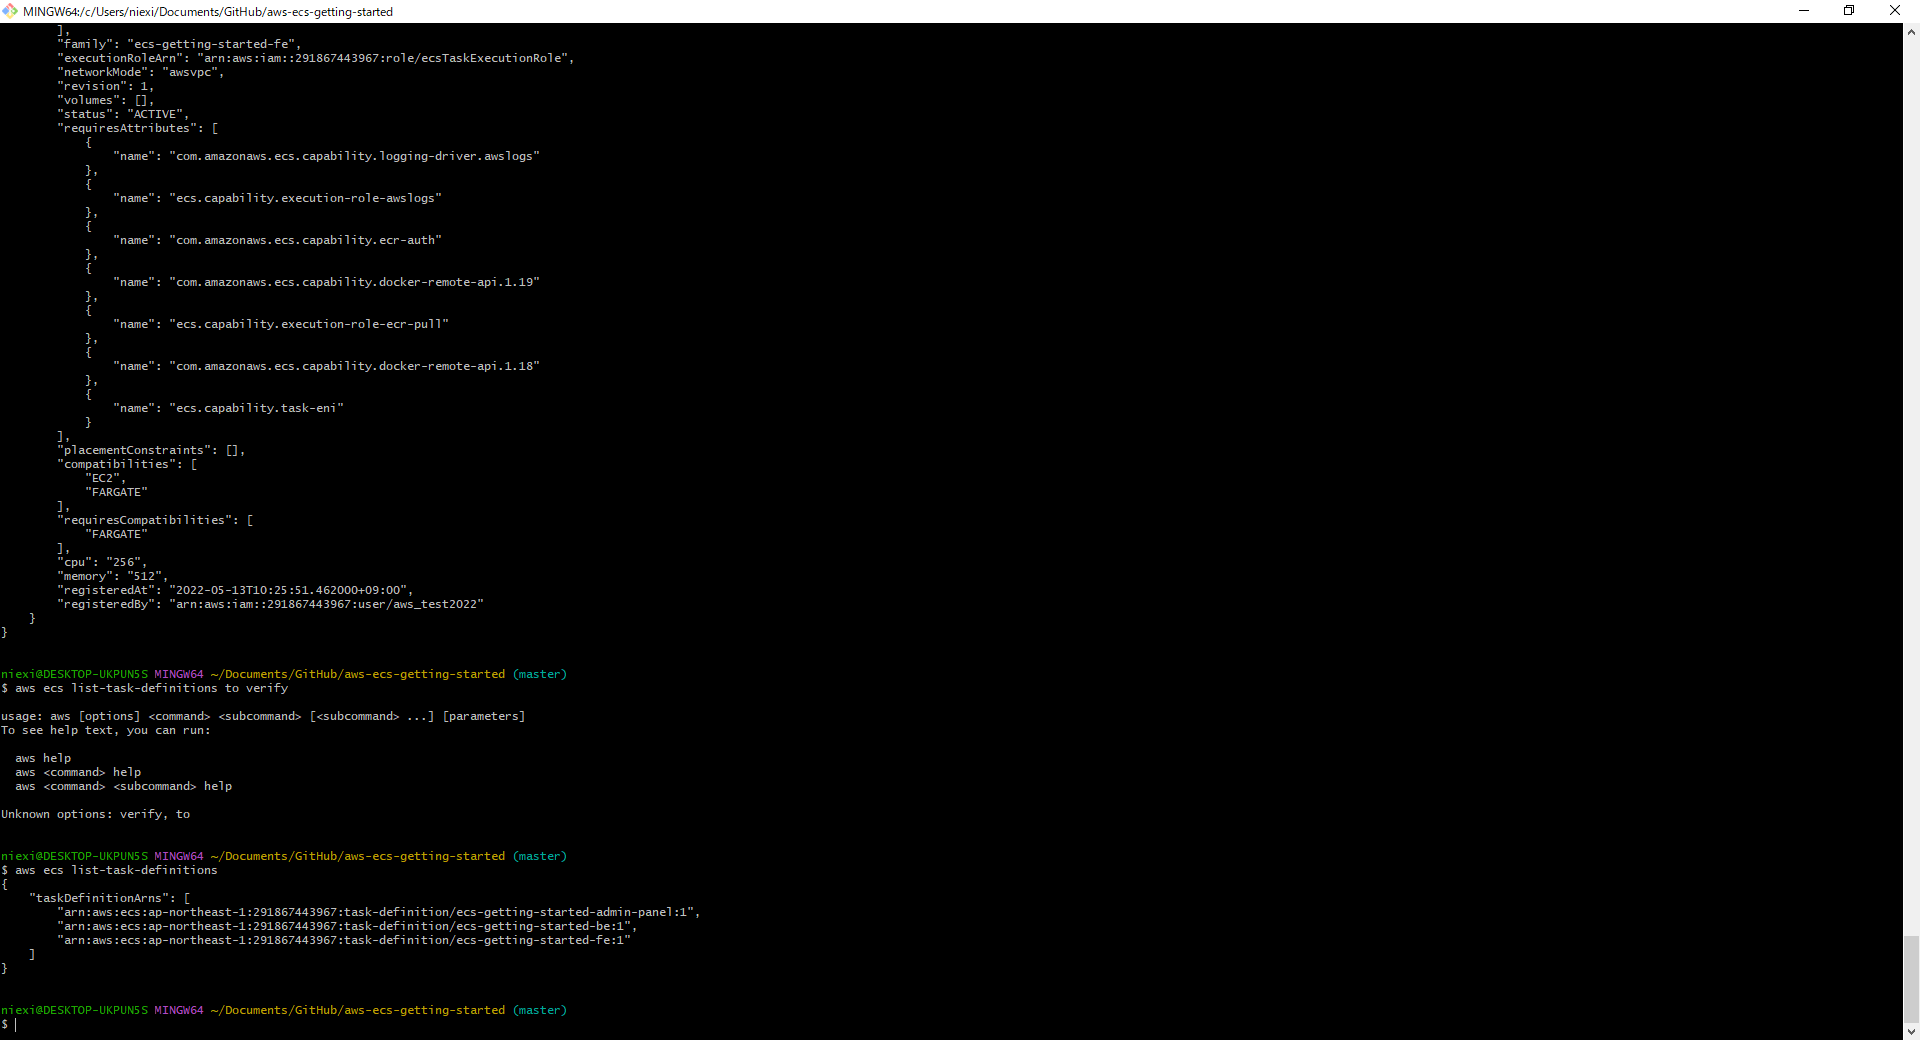 MINGW64:/c/Users/niexi/Documents/GitHub/aws-ecs-getting-started
],
"family": "ecs-getting-started-fe",
"executionRoleArn": "arn:aws:iam::291867443967:role/ecsTaskExecutionRole",
"networkMode": "awsvpc",
"revision": 1,
"volumes": [],
"status": "ACTIVE",
"requiresAttributes": [
{
"name": "com.amazonaws.ecs.capability.logging-driver.awslogs"
},
{
"name": "ecs.capability.execution-role-awslogs"
},
{
"name": "com.amazonaws.ecs.capability.ecr-auth"
},
{
"name": "com.amazonaws.ecs.capability.docker-remote-api.1.19"
},
{
"name": "ecs.capability.execution-role-ecr-pull"
},
{
"name": "com.amazonaws.ecs.capability.docker-remote-api.1.18"
},
{
"name": "ecs.capability.task-eni"
}
],
"placementConstraints": [],
"compatibilities": [
"EC2",
"FARGATE"
],
"requiresCompatibilities": [
"FARGATE"
],
"cpu": "256",
"memory": "512",
"registeredAt": "2022-05-13T10:25:51.462000+09:00",
"registeredBy": "arn:aws:iam::291867443967:user/aws_test2022"
}
}
niexi@DESKTOP-UKPUN5S MINGW64 ~/Documents/GitHub/aws-ecs-getting-started (master)
$ aws ecs list-task-definitions to verify
usage: aws [options] <command> <subcommand> [<subcommand> ...] [parameters]
To see help text, you can run:
aws help
aws <command> help
aws <command> <subcommand> help
Unknown options: verify, to
niexi@DESKTOP-UKPUN5S MINGW64 ~/Documents/GitHub/aws-ecs-getting-started (master)
$ aws ecs list-task-definitions
{
"taskDefinitionArns": [
"arn:aws:ecs:ap-northeast-1:291867443967:task-definition/ecs-getting-started-admin-panel:1",
"arn:aws:ecs:ap-northeast-1:291867443967:task-definition/ecs-getting-started-be:1",
"arn:aws:ecs:ap-northeast-1:291867443967:task-definition/ecs-getting-started-fe:1"
]
}
niexi@DESKTOP-UKPUN5S MINGW64 ~/Documents/GitHub/aws-ecs-getting-started (master)
$